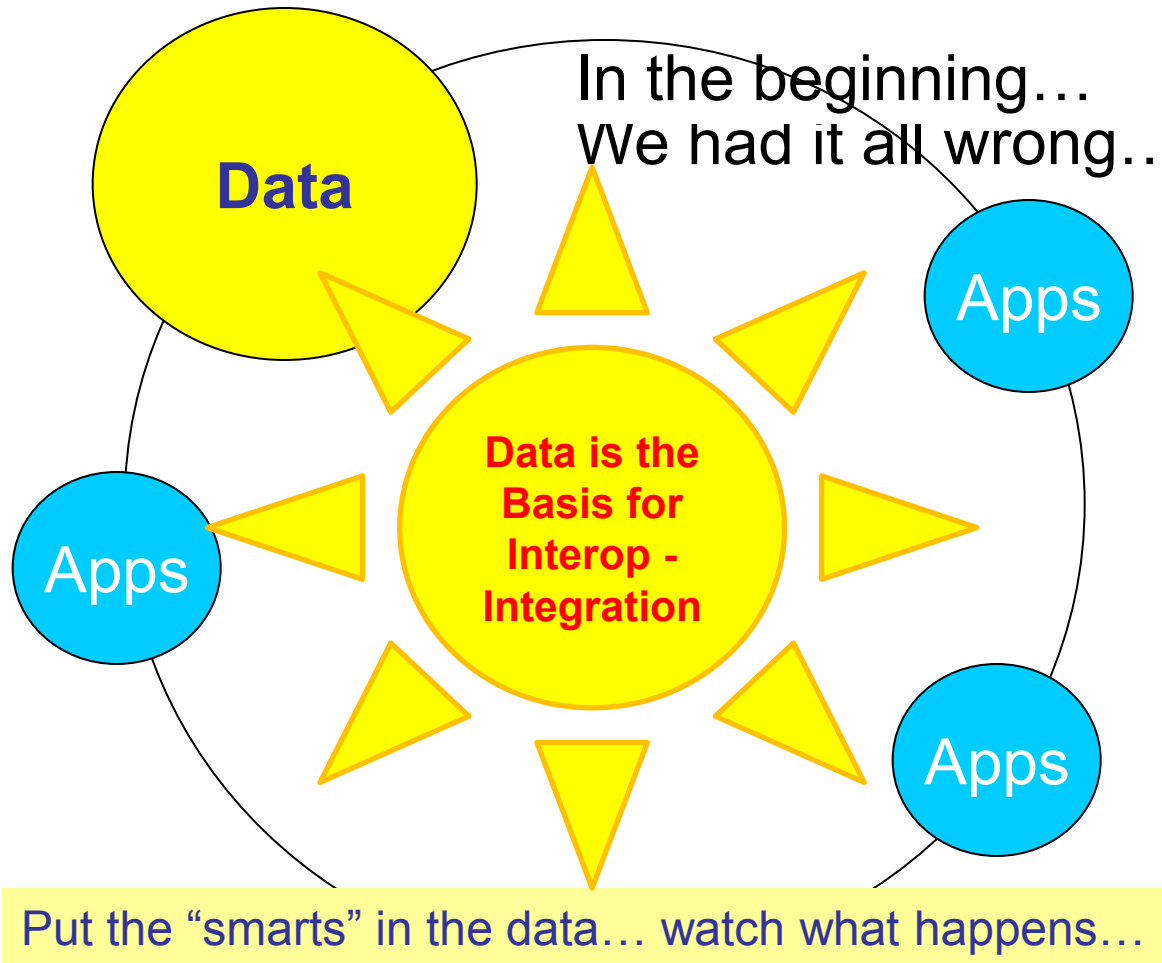 In the beginning…
We had it all wrong…
Data
Apps
Data is the
Basis for
Interop -
Integration
Apps
Apps
Put the “smarts” in the data… watch what happens…